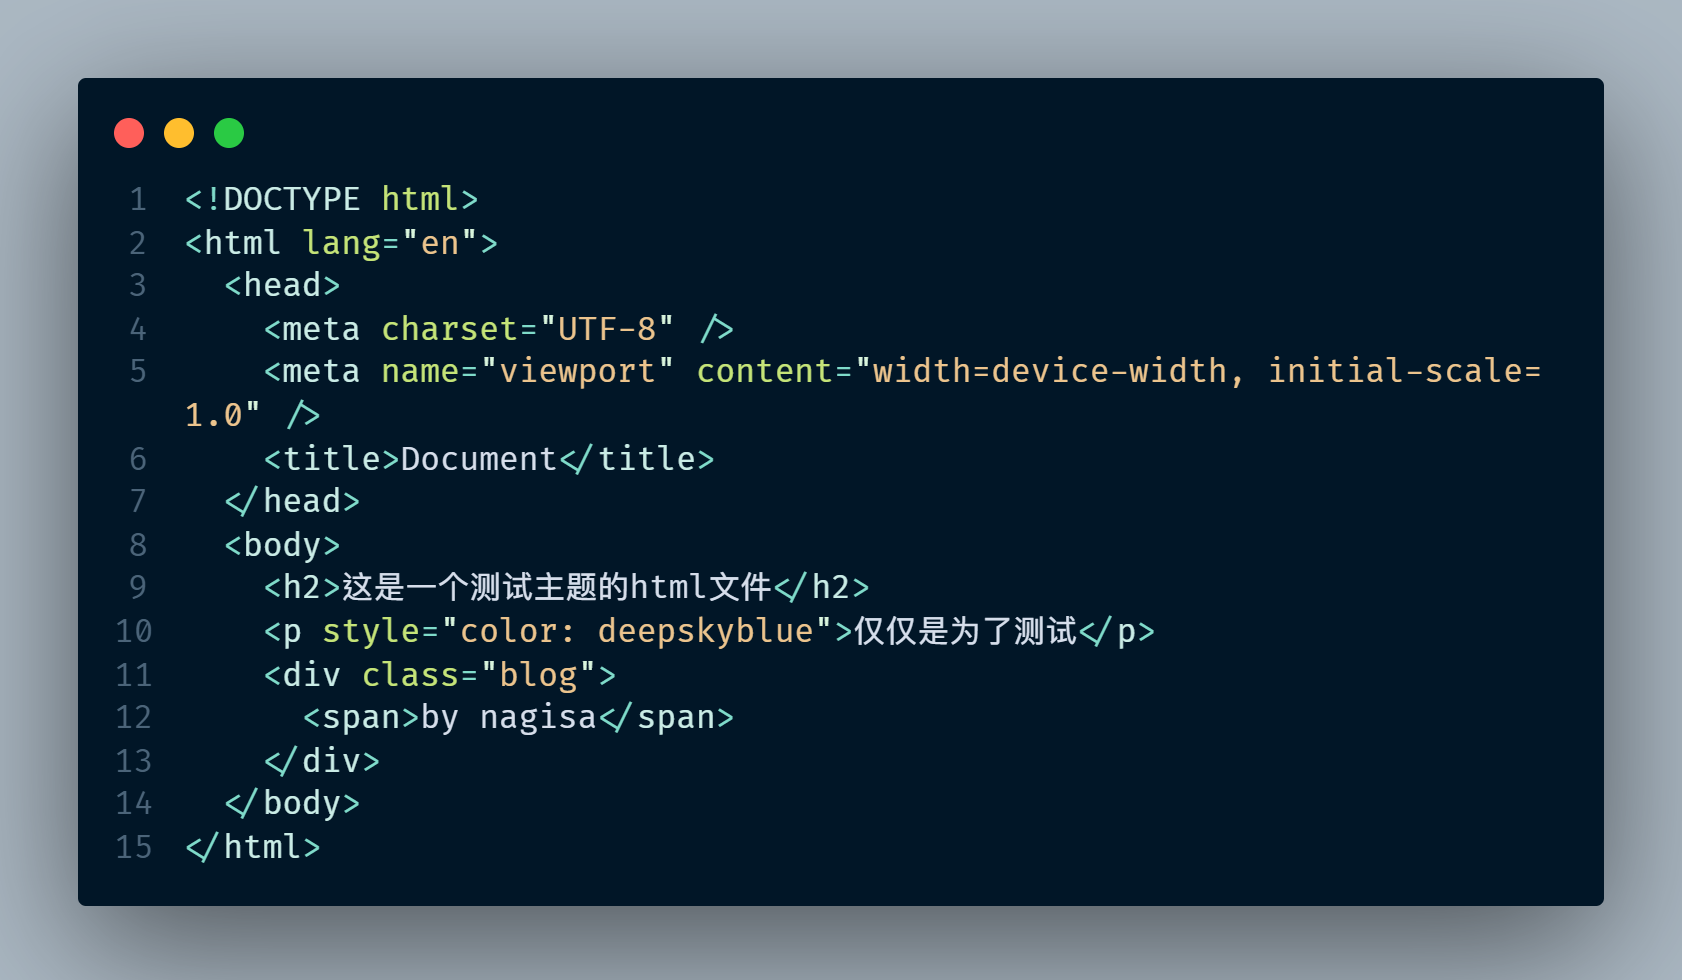 1 <!DOCTYPE html>
2 <html lang="en">
3   <head>
4     <meta charset="UTF-8" />
5     <meta name="viewport" content="width=device-width, initial-scale=
1.0" />
6     <title>Document</title>
7   </head>
8   <body>
9     <h2>这是一个测试主题的html文件</h2>
10     <p style="color: deepskyblue">仅仅是为了测试</p>
11     <div class="blog">
12       <span>by nagisa</span>
13     </div>
14   </body>
15 </html>